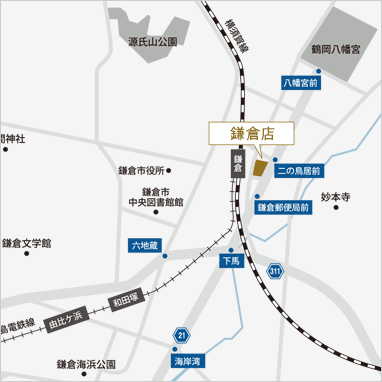 源氏山公園
横須賀線
鶴岡八幡宮
八幡宮前
鎌倉店
間神社
鎌倉
二の鳥居前
鎌倉市役所
鎌倉市
中央図書館館
鎌倉郵便局前
妙本寺
鎌倉文学館
六地蔵
下馬
311
和田塚
由比ケ浜
島電鉄線
21
海岸湾
鎌倉海浜公園